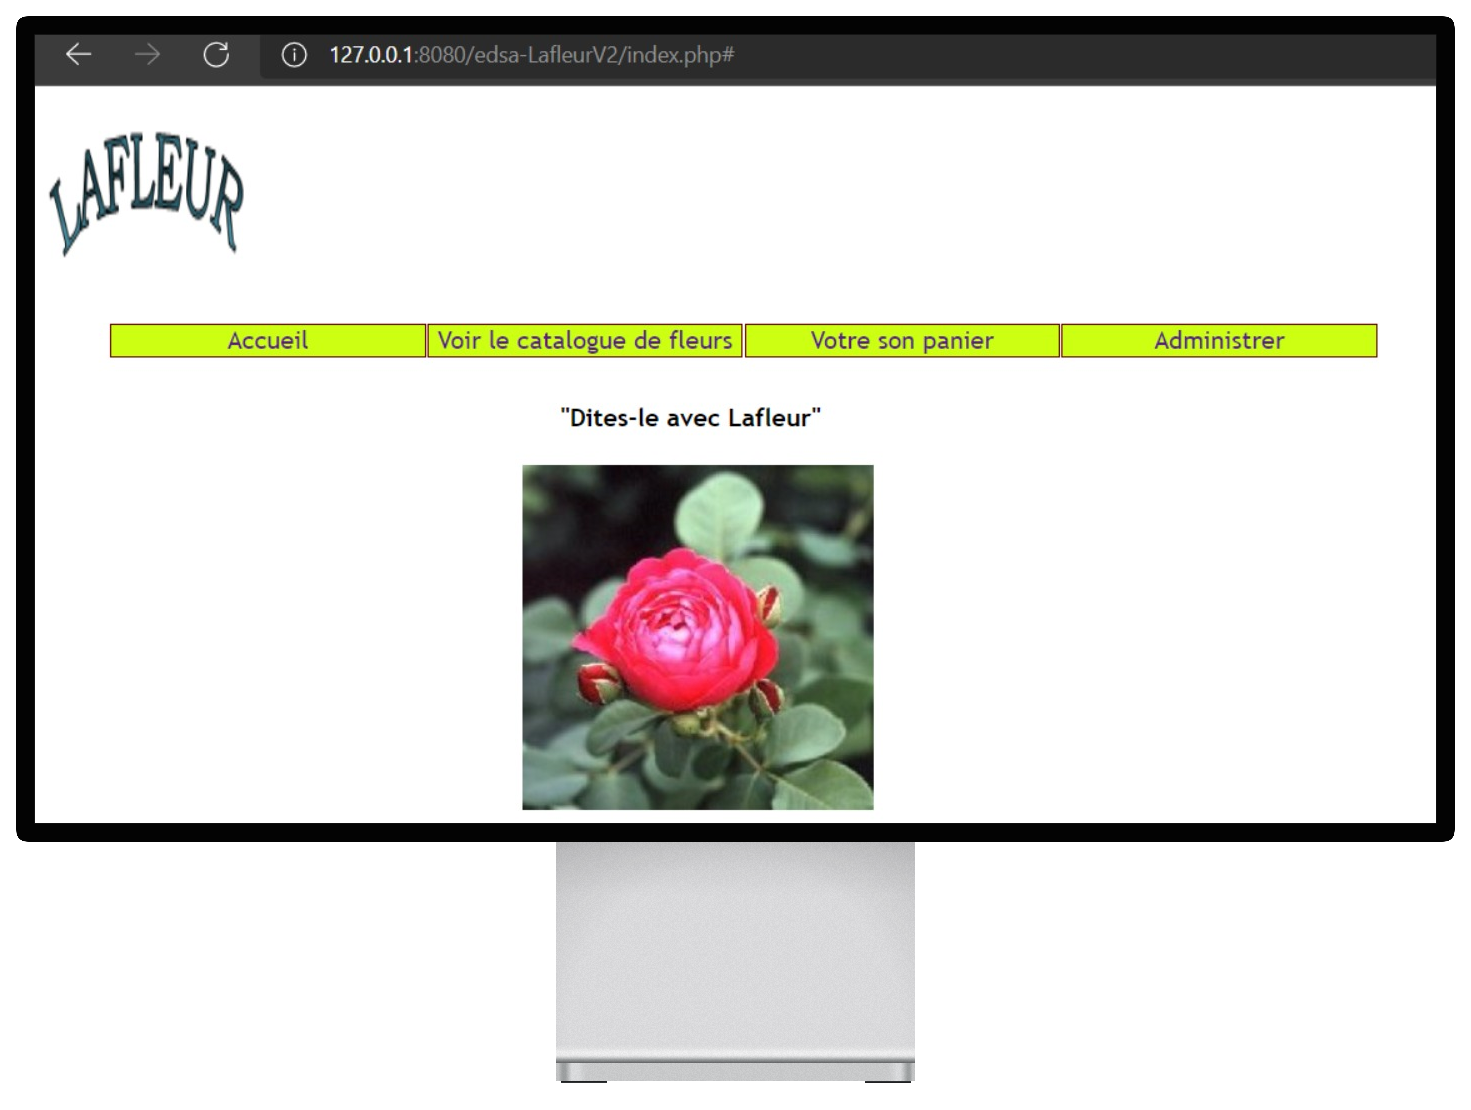 127.0.0.1:8080/edsa-LafleurV2/index.php#
LAFLEUR
Accueil
Voir le catalogue de fleurs
Votre son panier
Administrer
"Dites-le avec Lafleur"